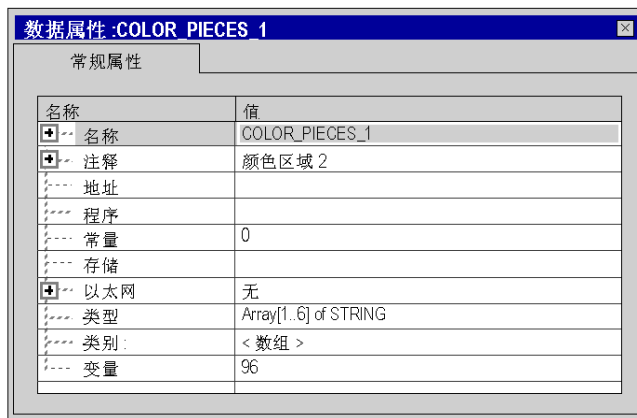 数据属性 :COLOR_PIECES_1
常规属性
名称 值
名称 COLOR_PIECES_1
注释 颜色区域 2
地址
程序
常量 0
存储
以太网 无
类型 Array[1..6] of STRING
类别 : < 数组 >
变量 96